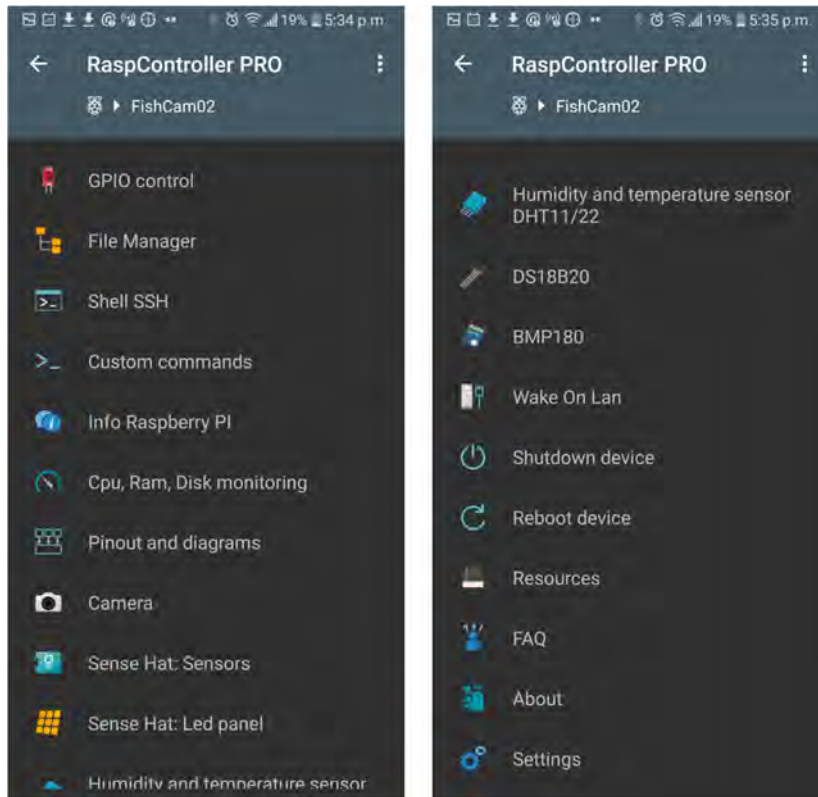 19% 5:34 p.m.
RaspController PRO
FishCam02
GPIO control
File Manager
Shell SSH
Custom commands
Info Raspberry PI
Cpu, Ram, Disk monitoring
Pinout and diagrams
Camera
Sense Hat: Sensors
Sense Hat: Led panel
Humidity and temperature sensor
19% 5:35 p.m.
RaspController PRO
FishCam02
Humidity and temperature sensor
DHT11/22
DS18B20
BMP180
Wake On Lan
Shutdown device
Reboot device
Resources
FAQ
About
Settings